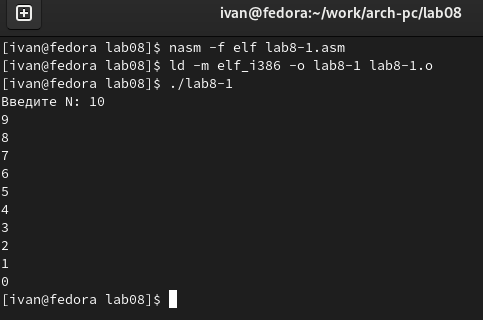 ivan@fedora:~/work/arch-pc/lab08
[ivan@fedora lab08]$ nasm -f elf lab8-1.asm
[ivan@fedora lab08]$ ld -m elf_i386 -o lab8-1 lab8-1.o
[ivan@fedora lab08]$ ./lab8-1
Введите N: 10
9
8
7
6
5
4
3
2
1
0
[ivan@fedora lab08]$